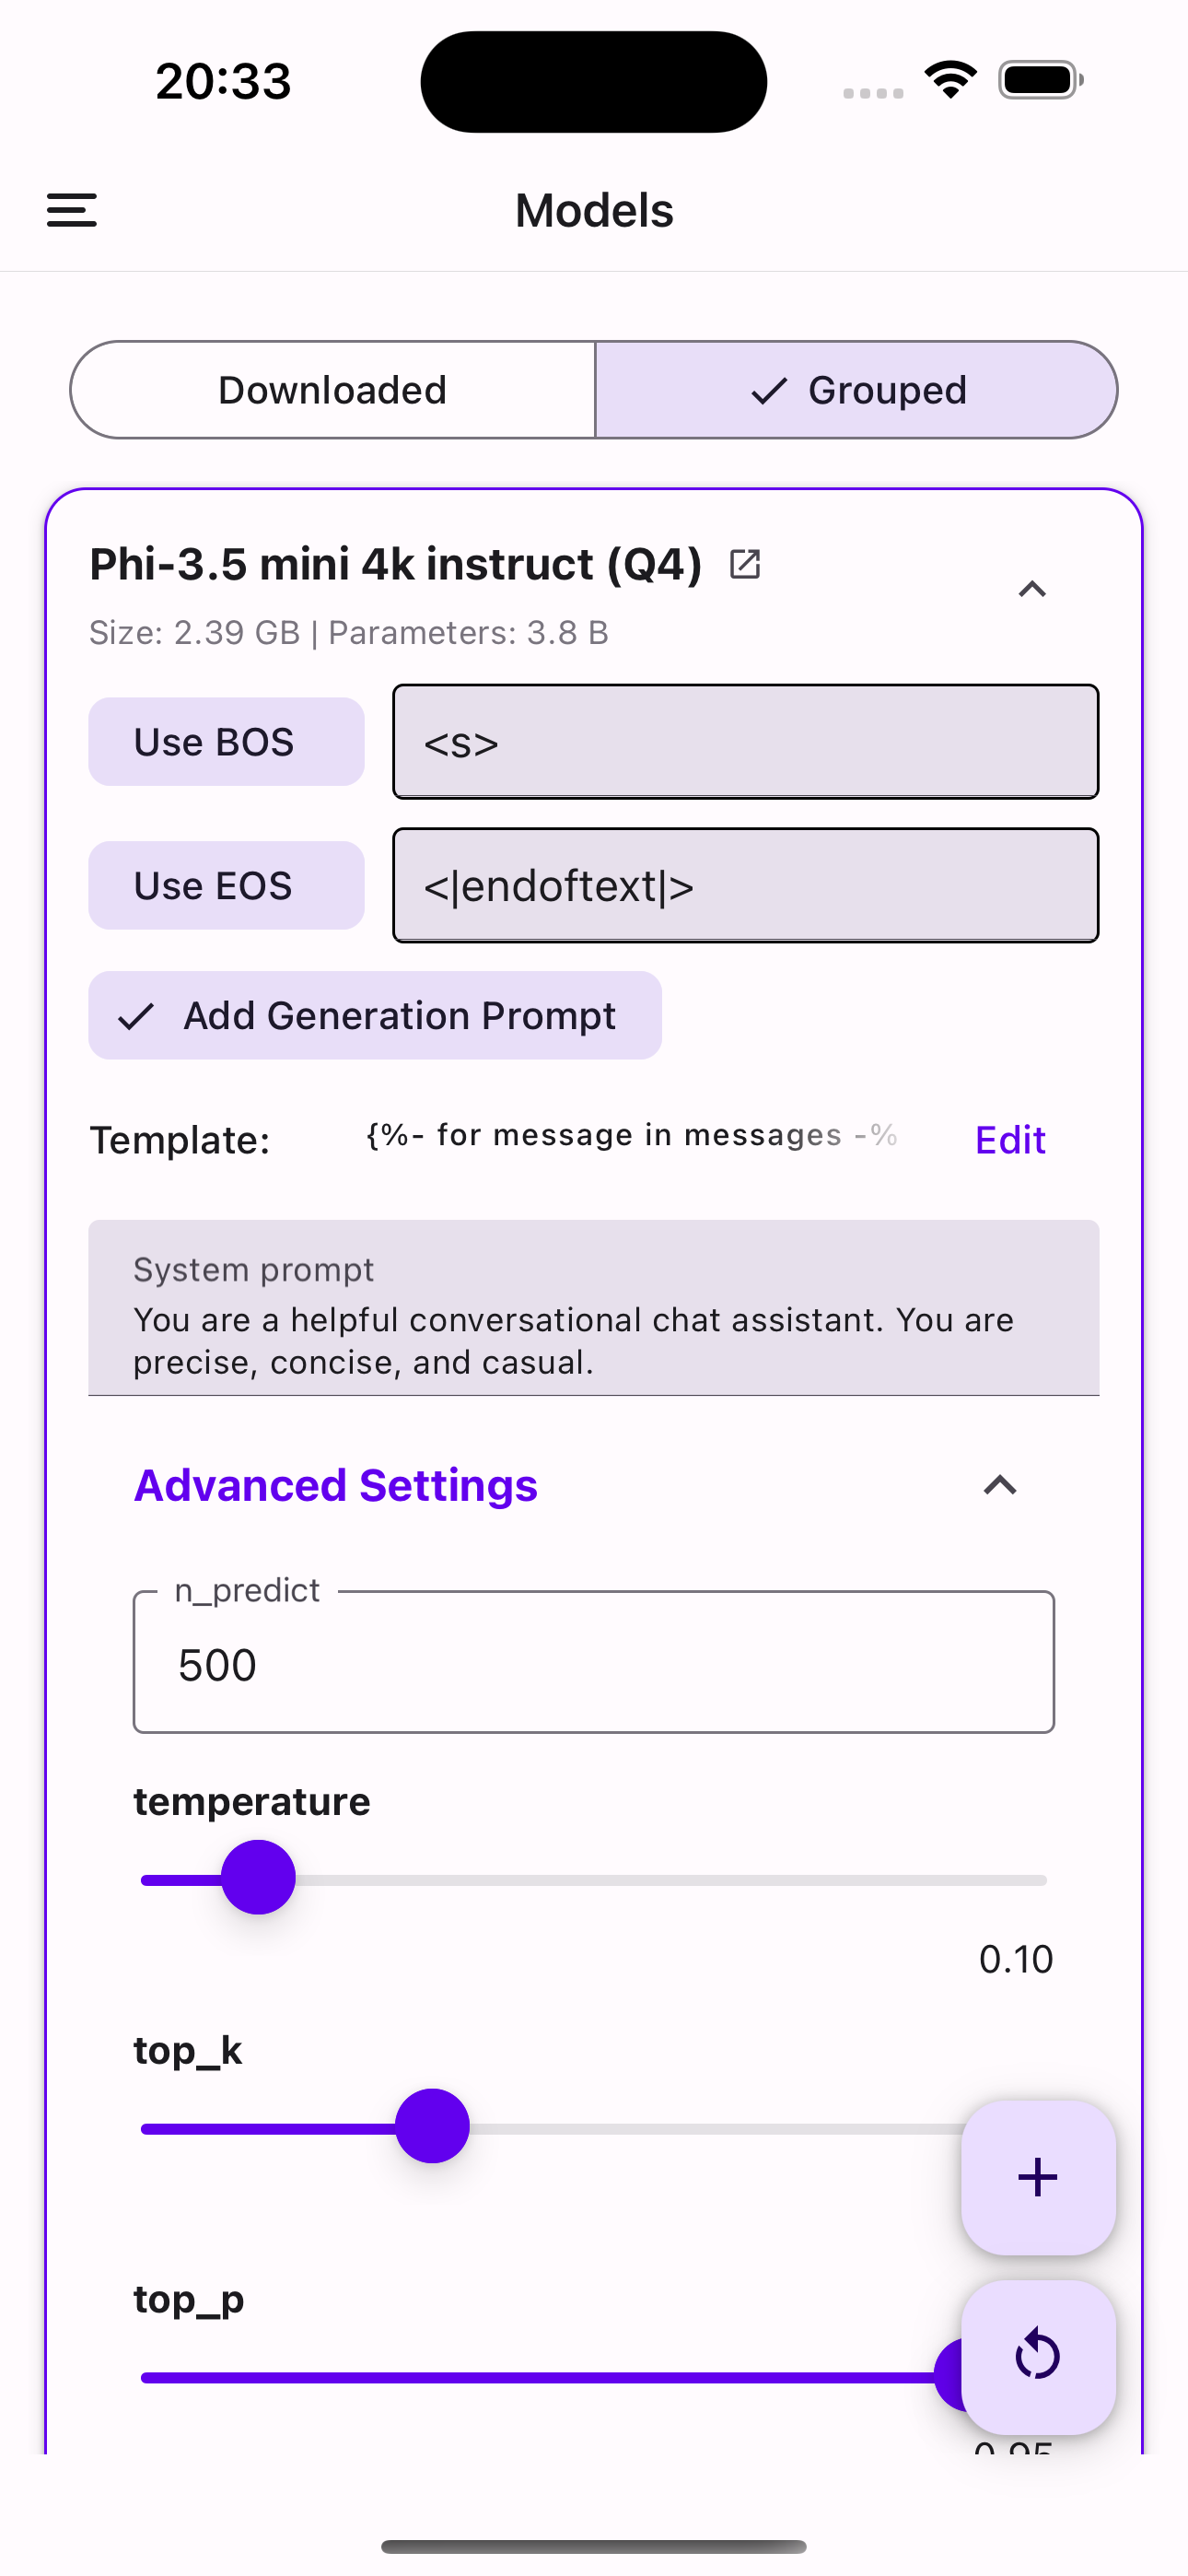 20:33
Models
Downloaded
Grouped
Phi-3.5 mini 4k instruct (Q4)
Size: 2.39 GB | Parameters: 3.8 B
Use BOS
<s>
Use EOS
<|endoftext|>
Add Generation Prompt
Template:
{%- for message in messages -%
Edit
System prompt
You are a helpful conversational chat assistant. You are
precise, concise, and casual.
Advanced Settings
n_predict
500
temperature
0.10
top_k
top_p
0.95